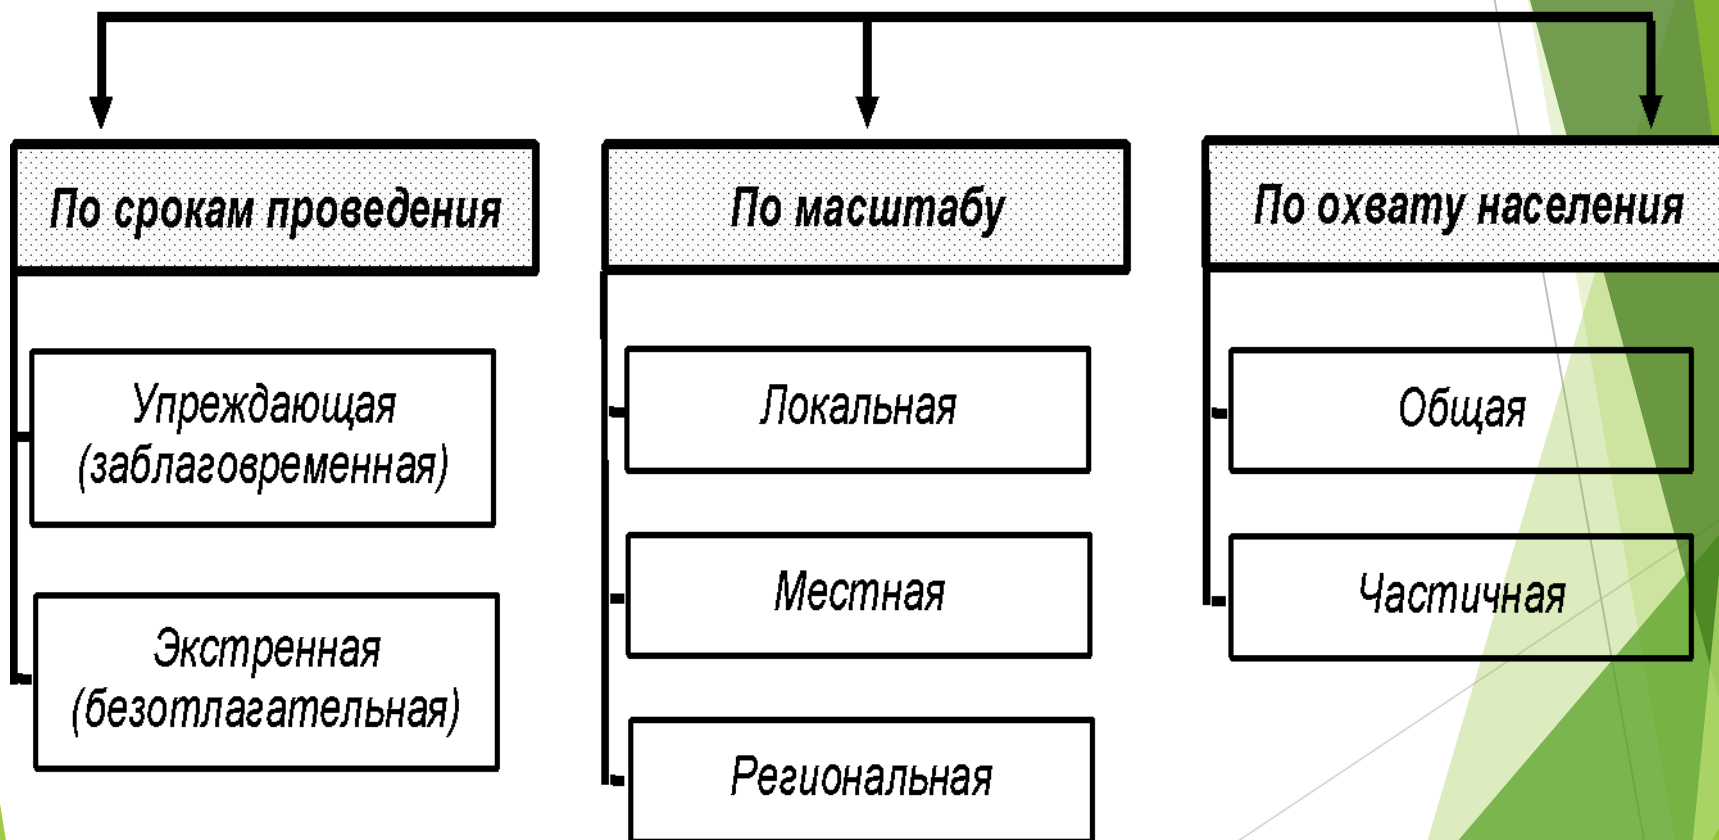 По срокам проведения
Упреждающая
(заблаговременная)
Экстренная
(безотлагательная)
По масштабу
Локальная
Местная
Региональная
По охвату населения
Общая
Частичная